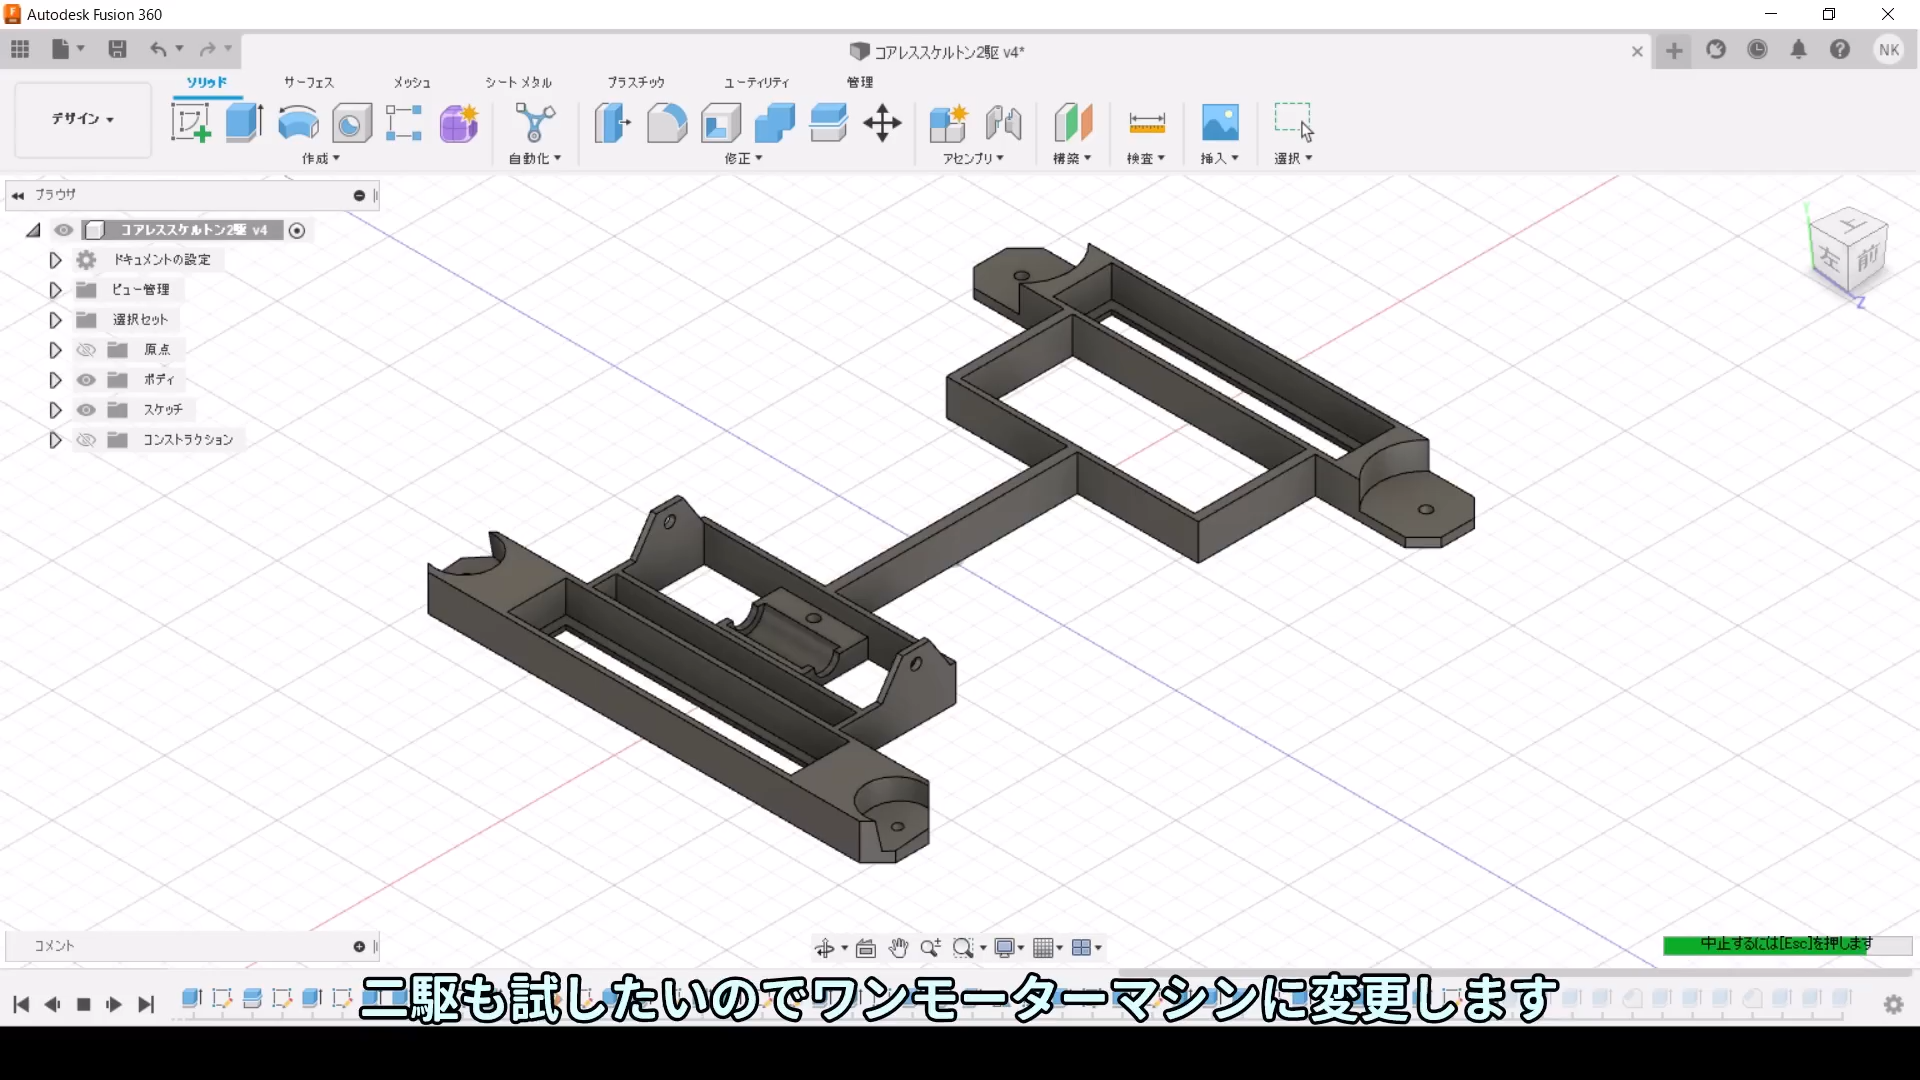 Autodesk Fusion 360
コアレススケルトン2駆 v4*
NK
ソリッド サーフェス メッシュ シート メタル プラスチック ユーティリティ 管理
デザイン
作成 自動化 修正 アセンブリ 構築 検査 挿入 選択
ブラウザ
コアレススケルトン2駆 v4
ドキュメントの設定
ビュー管理
選択セット
原点
ボディ
スケッチ
コンストラクション
上
左 前
Z
コメント
中止するには[Esc]を押します
二駆も試したいのでワンモーターマシンに変更します